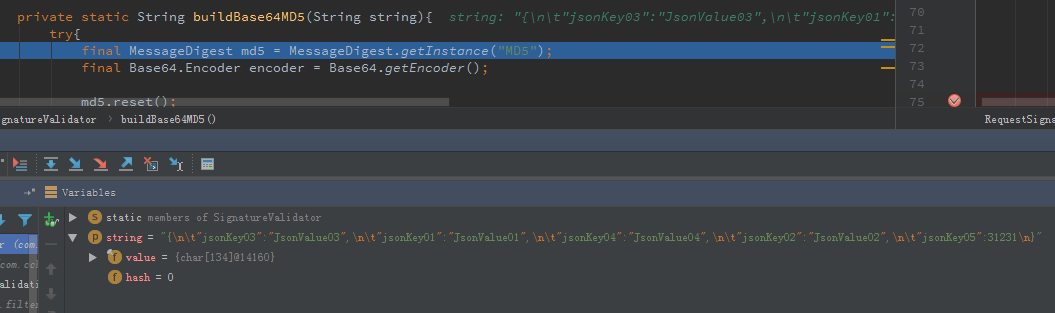 private static String buildBase64MD5(String string){  string: "{\n\t"jsonKey03":"JsonValue03",\n\t"jsonKey01":
try{
final MessageDigest md5 = MessageDigest.getInstance("MD5");
final Base64.Encoder encoder = Base64.getEncoder();
md5.reset();
70
71
72
73
74
75
gnatureValidator > buildBase64MD5()
RequestSigna
Variables
static members of SignatureValidator
string = "{\n\t"jsonKey03":"JsonValue03",\n\t"jsonKey01":"JsonValue01",\n\t"jsonKey04":"JsonValue04",\n\t"jsonKey02":"JsonValue02",\n\t"jsonKey05":31231\n}"
value = {char[134]@14160}
hash = 0
r (com.
com.cch
alidati
.filter